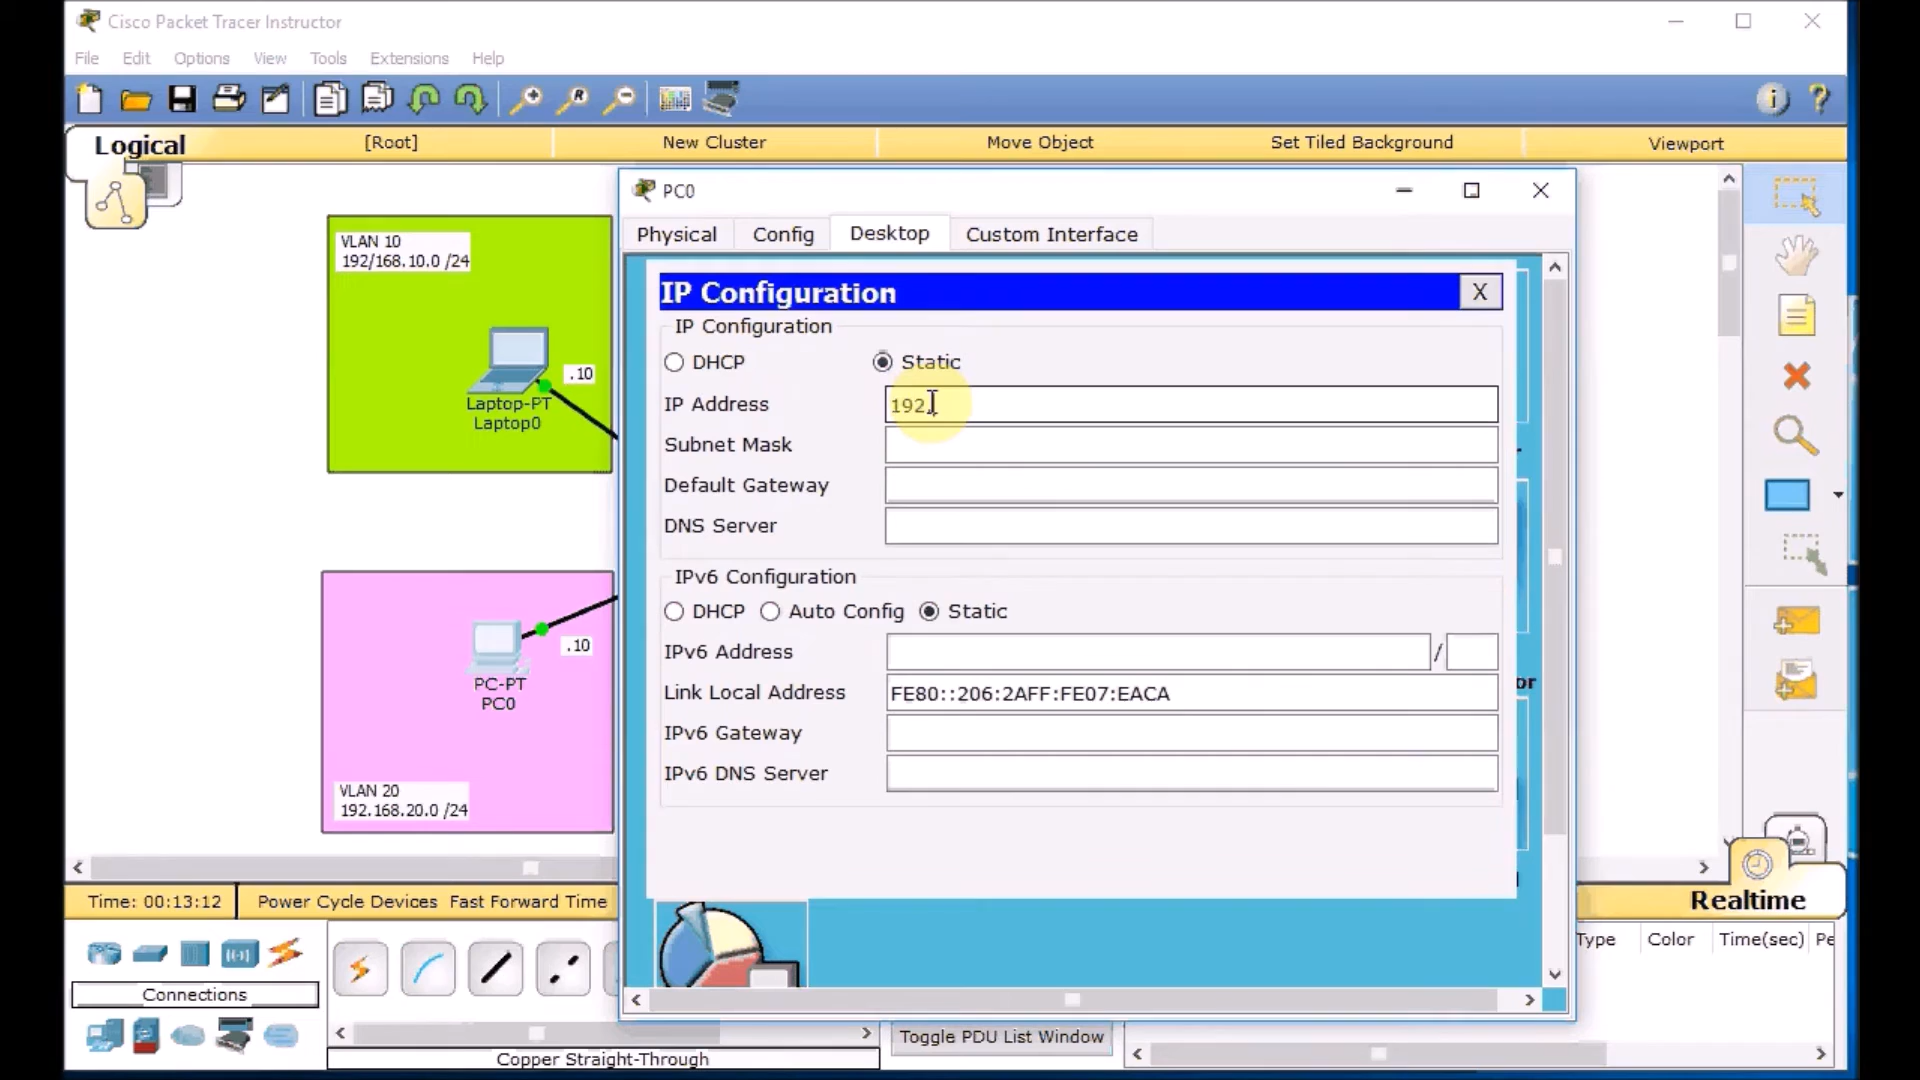 Cisco Packet Tracer Instructor
File Edit Options View Tools Extensions Help
Logical [Root] New Cluster Move Object Set Tiled Background Viewport
PC0
Physical Config Desktop Custom Interface
VLAN 10
192/168.10.0 /24
.10
Laptop-PT
Laptop0
IP Configuration X
IP Configuration
DHCP Static
IP Address 192.
Subnet Mask
Default Gateway
DNS Server
IPv6 Configuration
DHCP Auto Config Static
IPv6 Address /
Link Local Address FE80::206:2AFF:FE07:EACA
IPv6 Gateway
IPv6 DNS Server
or
.10
PC-PT
PC0
VLAN 20
192.168.20.0 /24
Time: 00:13:12 Power Cycle Devices Fast Forward Time
Realtime
Type Color Time(sec) Pe
Connections
Copper Straight-Through
Toggle PDU List Window